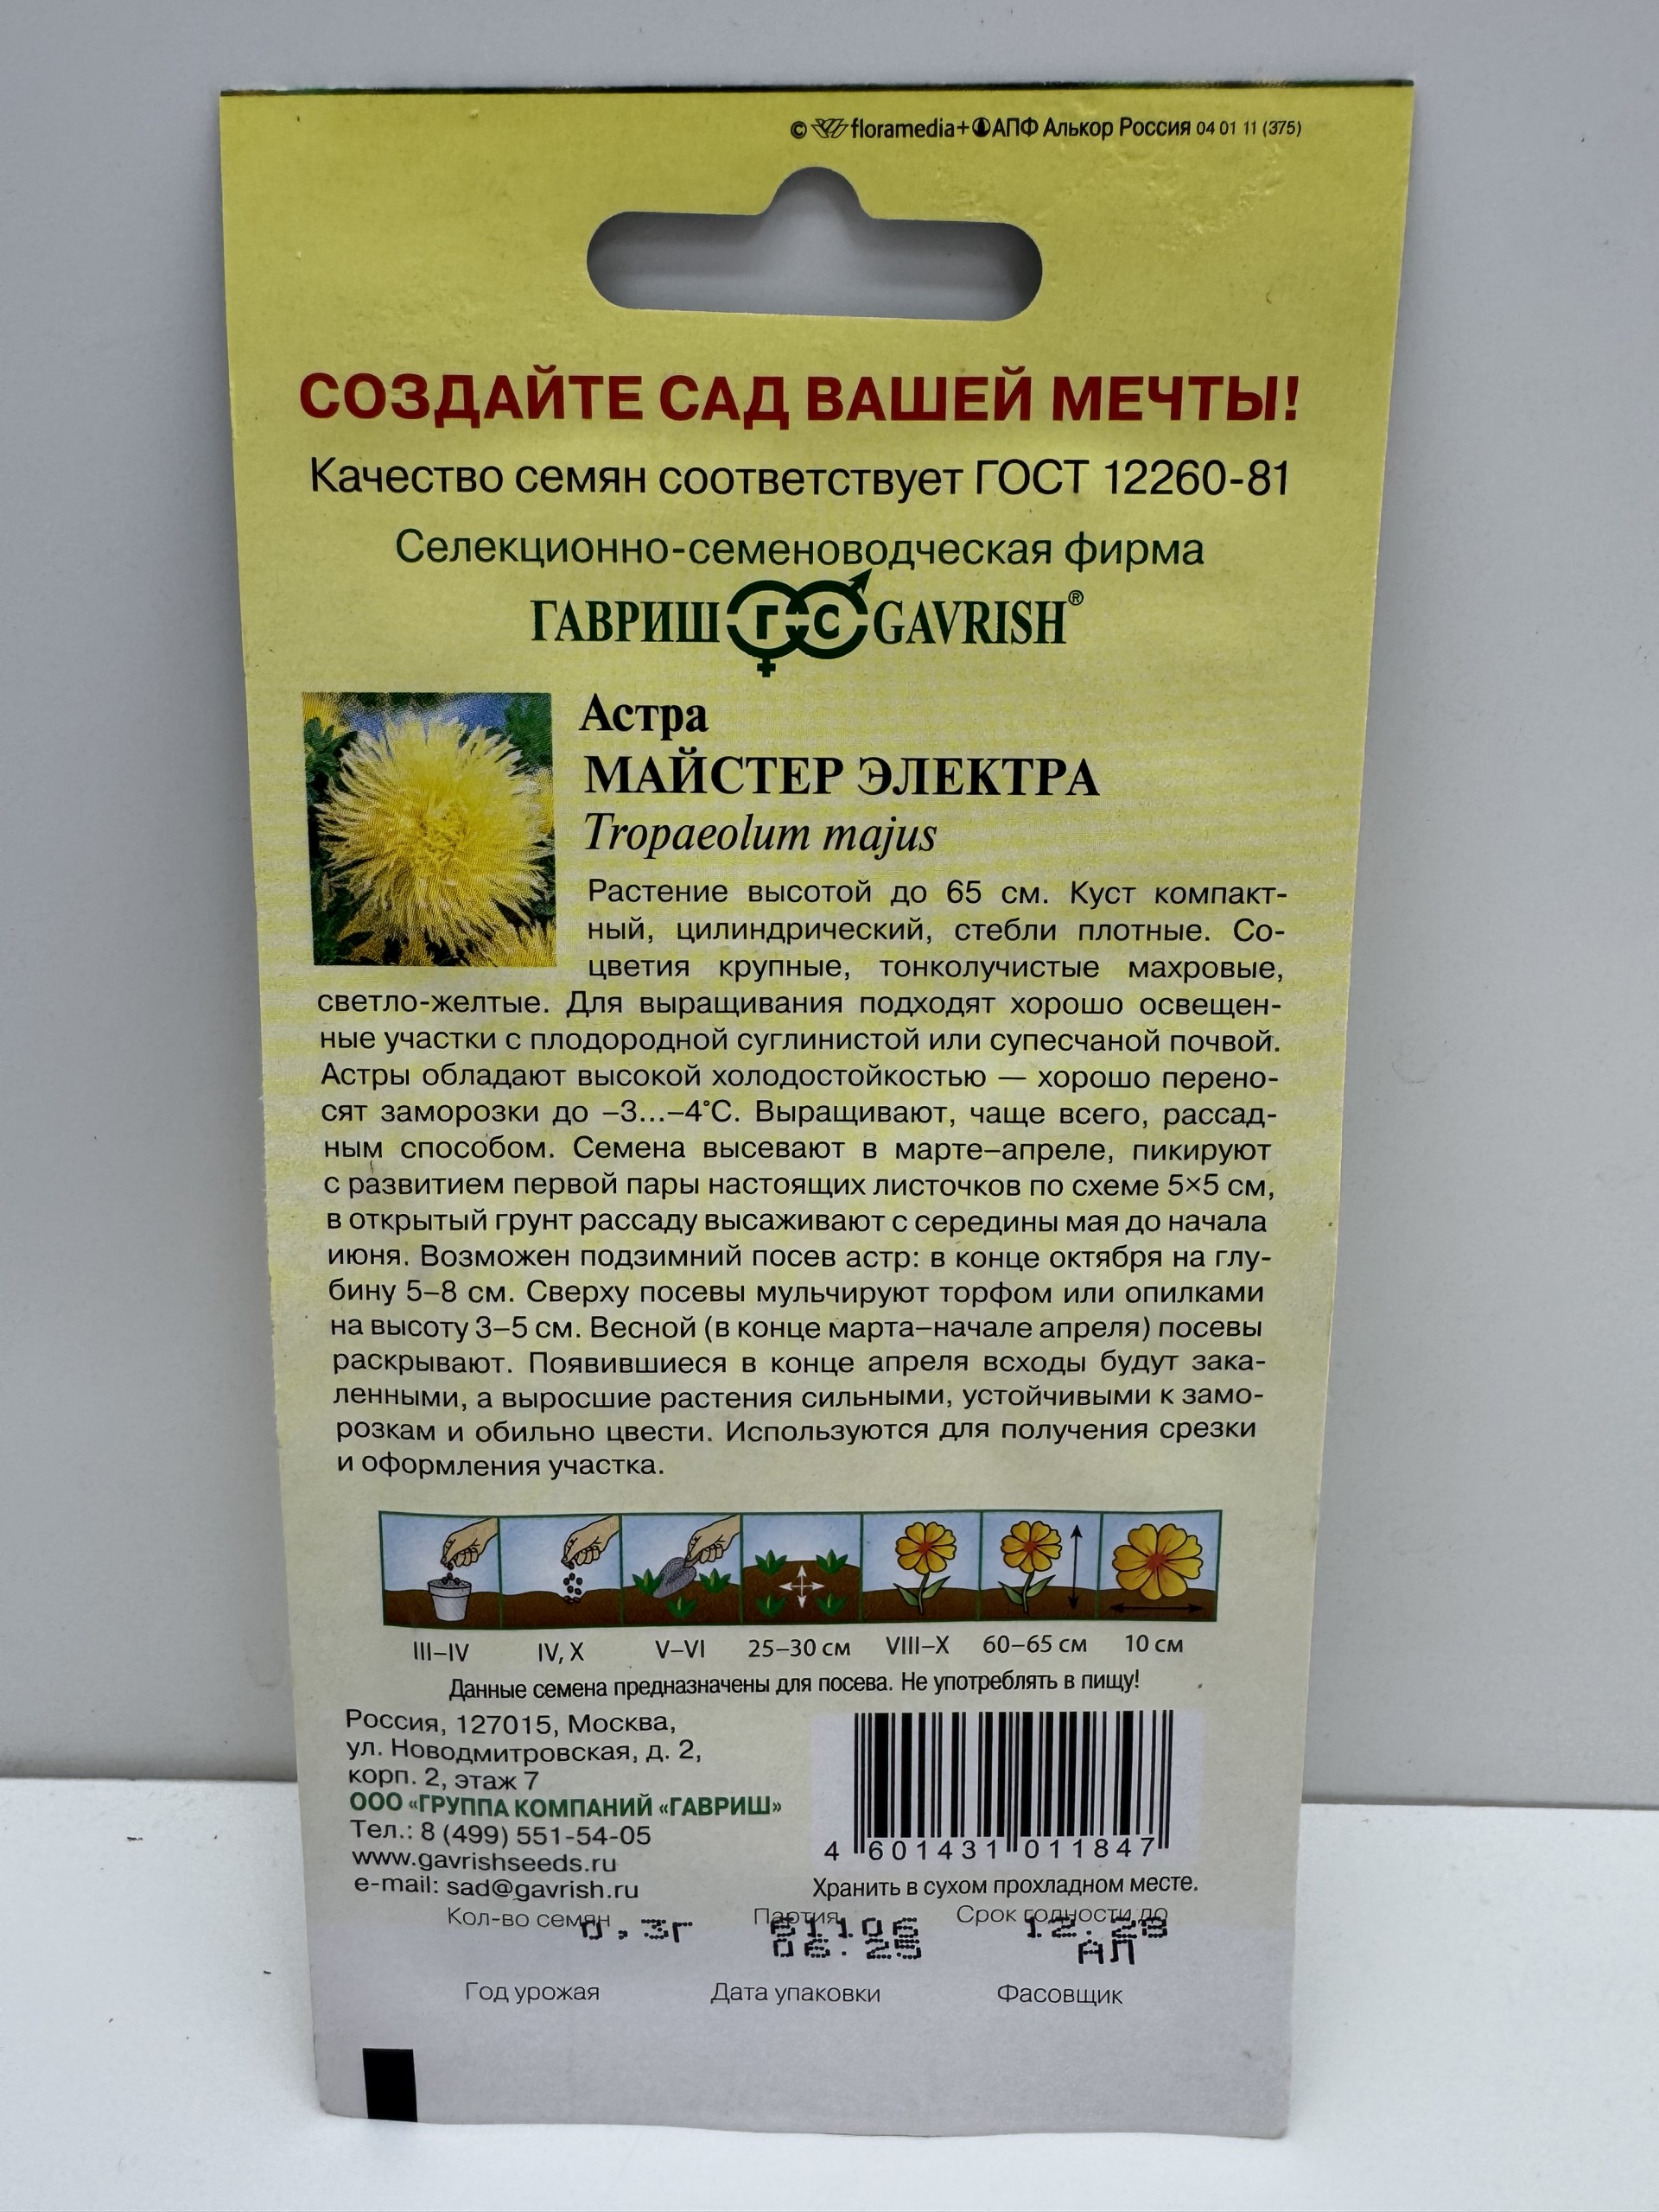 © floramedia+ АПФ Алькор Россия 04 01 11 (375)
СОЗДАЙТЕ САД ВАШЕЙ МЕЧТЫ!
Качество семян соответствует ГОСТ 12260-81
Селекционно-семеноводческая фирма
ГАВРИШ ГС GAVRISH®
Астра
МАЙСТЕР ЭЛЕКТРА
Tropaeolum majus
Растение высотой до 65 см. Куст компакт-
ный, цилиндрический, стебли плотные. Со-
цветия крупные, тонколучистые махровые,
светло-желтые. Для выращивания подходят хорошо освещен-
ные участки с плодородной суглинистой или супесчаной почвой.
Астры обладают высокой холодостойкостью — хорошо перено-
сят заморозки до –3...–4°С. Выращивают, чаще всего, рассад-
ным способом. Семена высевают в марте–апреле, пикируют
с развитием первой пары настоящих листочков по схеме 5×5 см,
в открытый грунт рассаду высаживают с середины мая до начала
июня. Возможен подзимний посев астр: в конце октября на глу-
бину 5–8 см. Сверху посевы мульчируют торфом или опилками
на высоту 3–5 см. Весной (в конце марта–начале апреля) посевы
раскрывают. Появившиеся в конце апреля всходы будут зака-
ленными, а выросшие растения сильными, устойчивыми к замо-
розкам и обильно цвести. Используются для получения срезки
и оформления участка.
III–IV IV, X V–VI 25–30 см VIII–X 60–65 см 10 см
Данные семена предназначены для посева. Не употреблять в пищу!
Россия, 127015, Москва,
ул. Новодмитровская, д. 2,
корп. 2, этаж 7
ООО «ГРУППА КОМПАНИЙ «ГАВРИШ»
Тел.: 8 (499) 551-54-05
www.gavrishseeds.ru
e-mail: sad@gavrish.ru
4 601431 011847
Хранить в сухом прохладном месте.
Кол-во семян Партия Срок годности до
0,3г 12.28
06.25 АЛ
Год урожая Дата упаковки Фасовщик